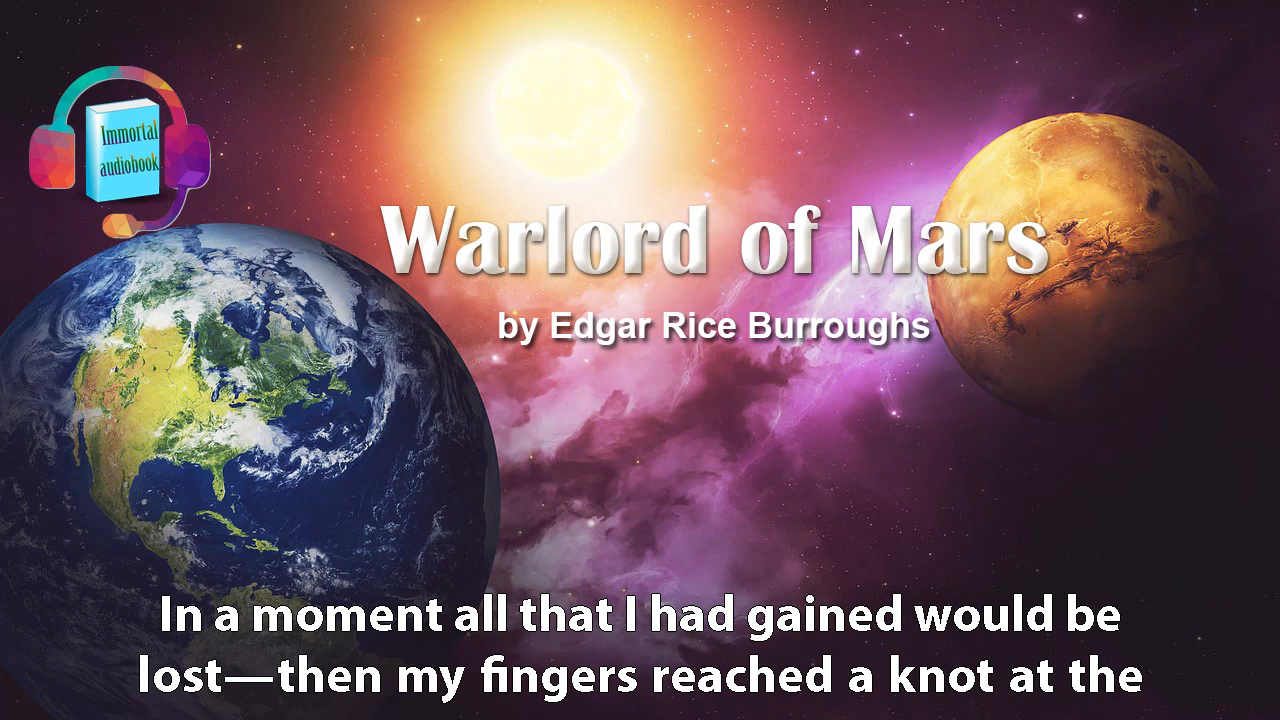 Immortal
audiobook
Warlord of Mars
by Edgar Rice Burroughs
In a moment all that I had gained would be
lost—then my fingers reached a knot at the